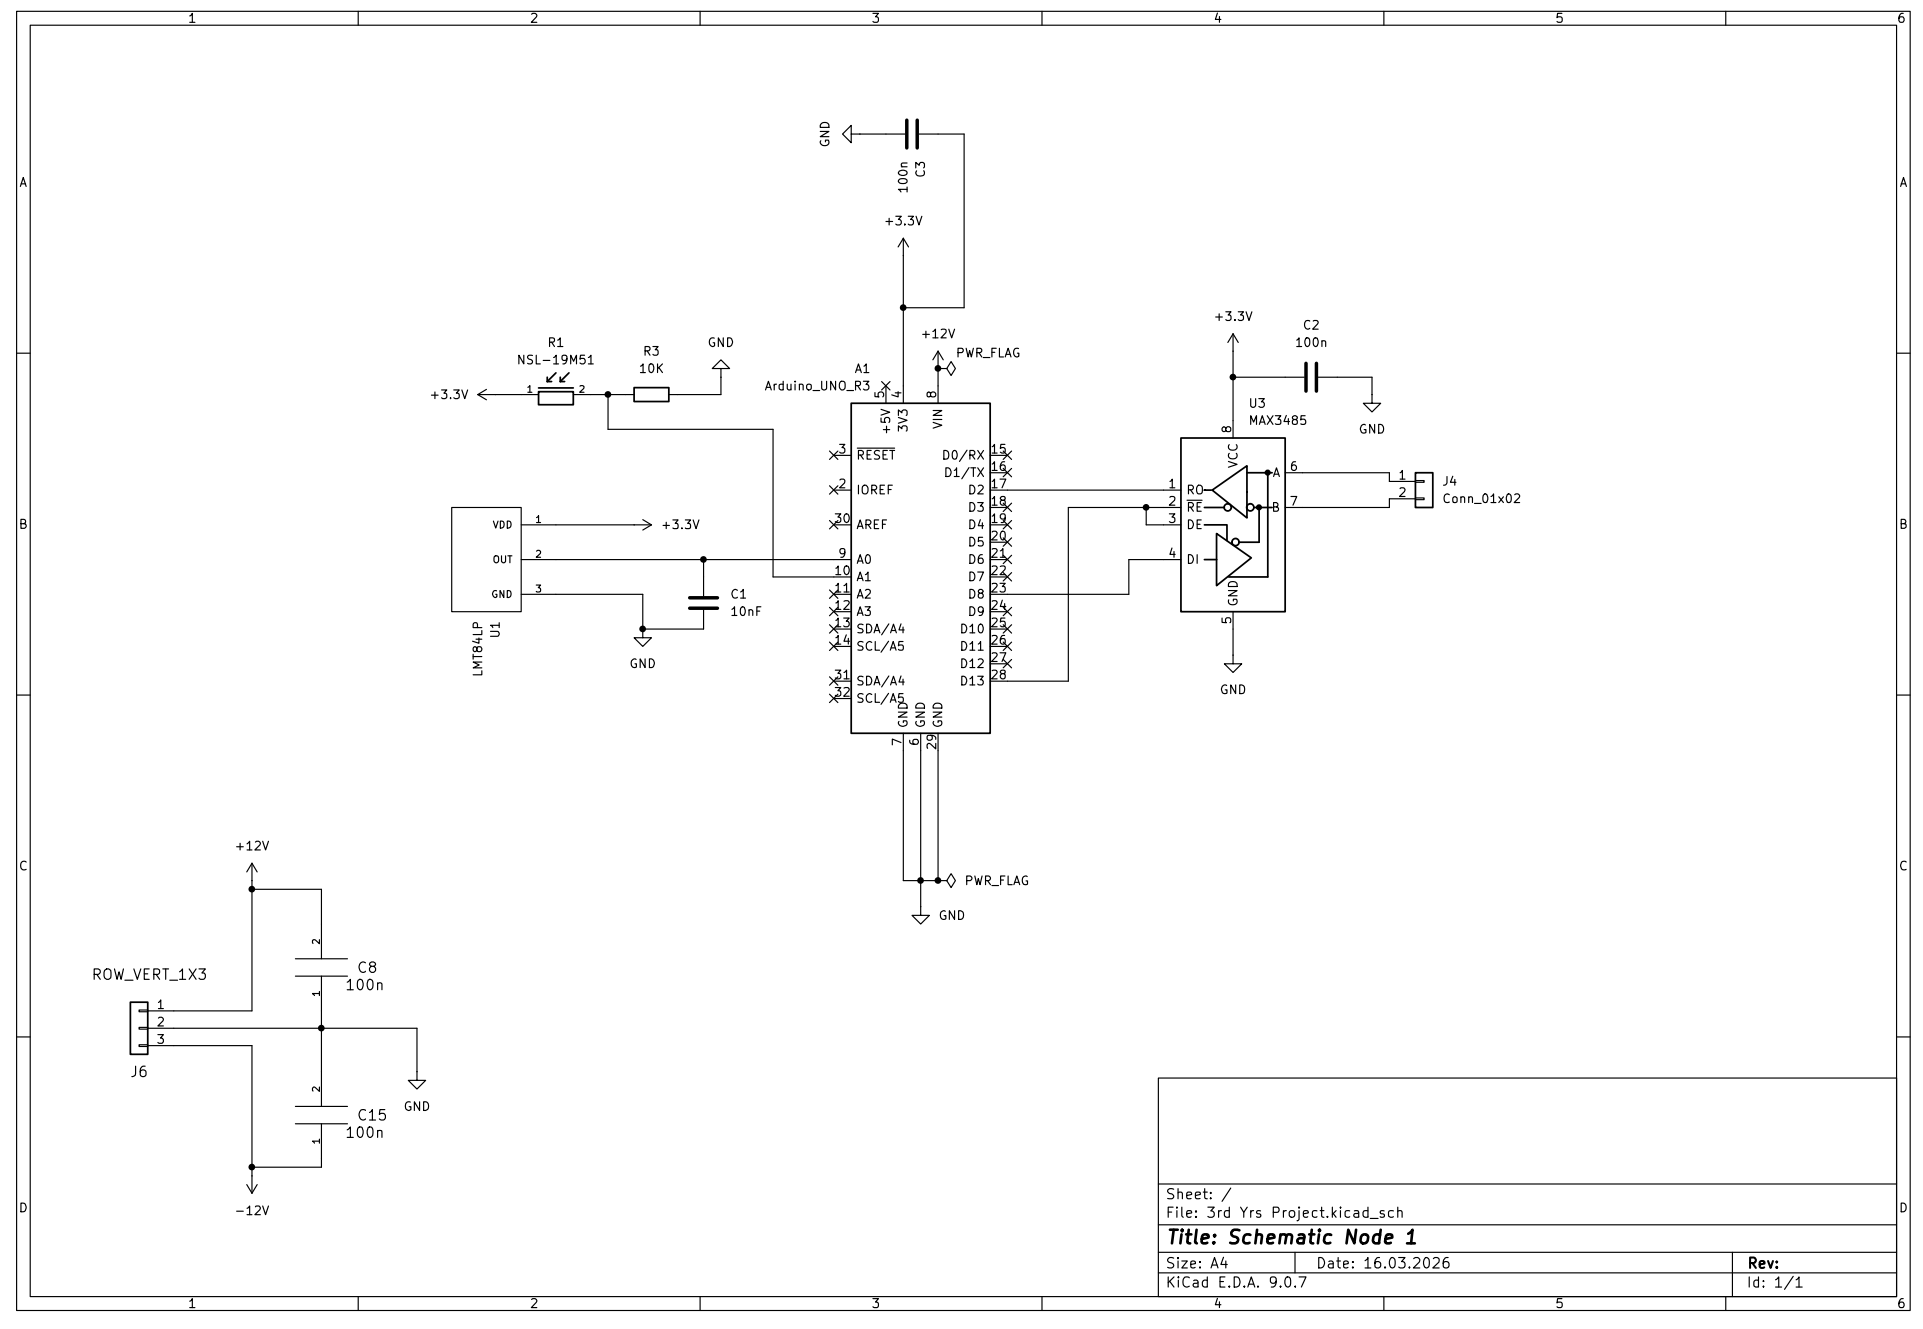 1 2 3 4 5 6
A A
B B
C C
D D
1 2 3 4 5 6
GND
100n
C3
+3.3V
+12V
PWR_FLAG
A1
Arduino_UNO_R3
5 4 8
+5V 3V3 VIN
3 RESET
2 IOREF
30 AREF
9 A0
10 A1
11 A2
12 A3
13 SDA/A4
14 SCL/A5
31 SDA/A4
32 SCL/A5
D0/RX 15
D1/TX 16
D2 17
D3 18
D4 19
D5 20
D6 21
D7 22
D8 23
D9 24
D10 25
D11 26
D12 27
D13 28
GND GND GND
7 6 29
PWR_FLAG
GND
R1
NSL-19M51
+3.3V
1 2
R3
10K
GND
VDD 1
+3.3V
OUT 2
GND 3
LMT84LP
U1
C1
10nF
GND
+3.3V
C2
100n
GND
U3
MAX3485
8
VCC
1 RO
2 RE
3 DE
4 DI
A 6
B 7
GND
5
GND
1
2
J4
Conn_01x02
+12V
ROW_VERT_1X3
1
2
3
J6
2
C8
100n
1
2
C15
100n
1
GND
-12V
Sheet: /
File: 3rd Yrs Project.kicad_sch
Title: Schematic Node 1
Size: A4 Date: 16.03.2026 Rev:
KiCad E.D.A. 9.0.7 Id: 1/1